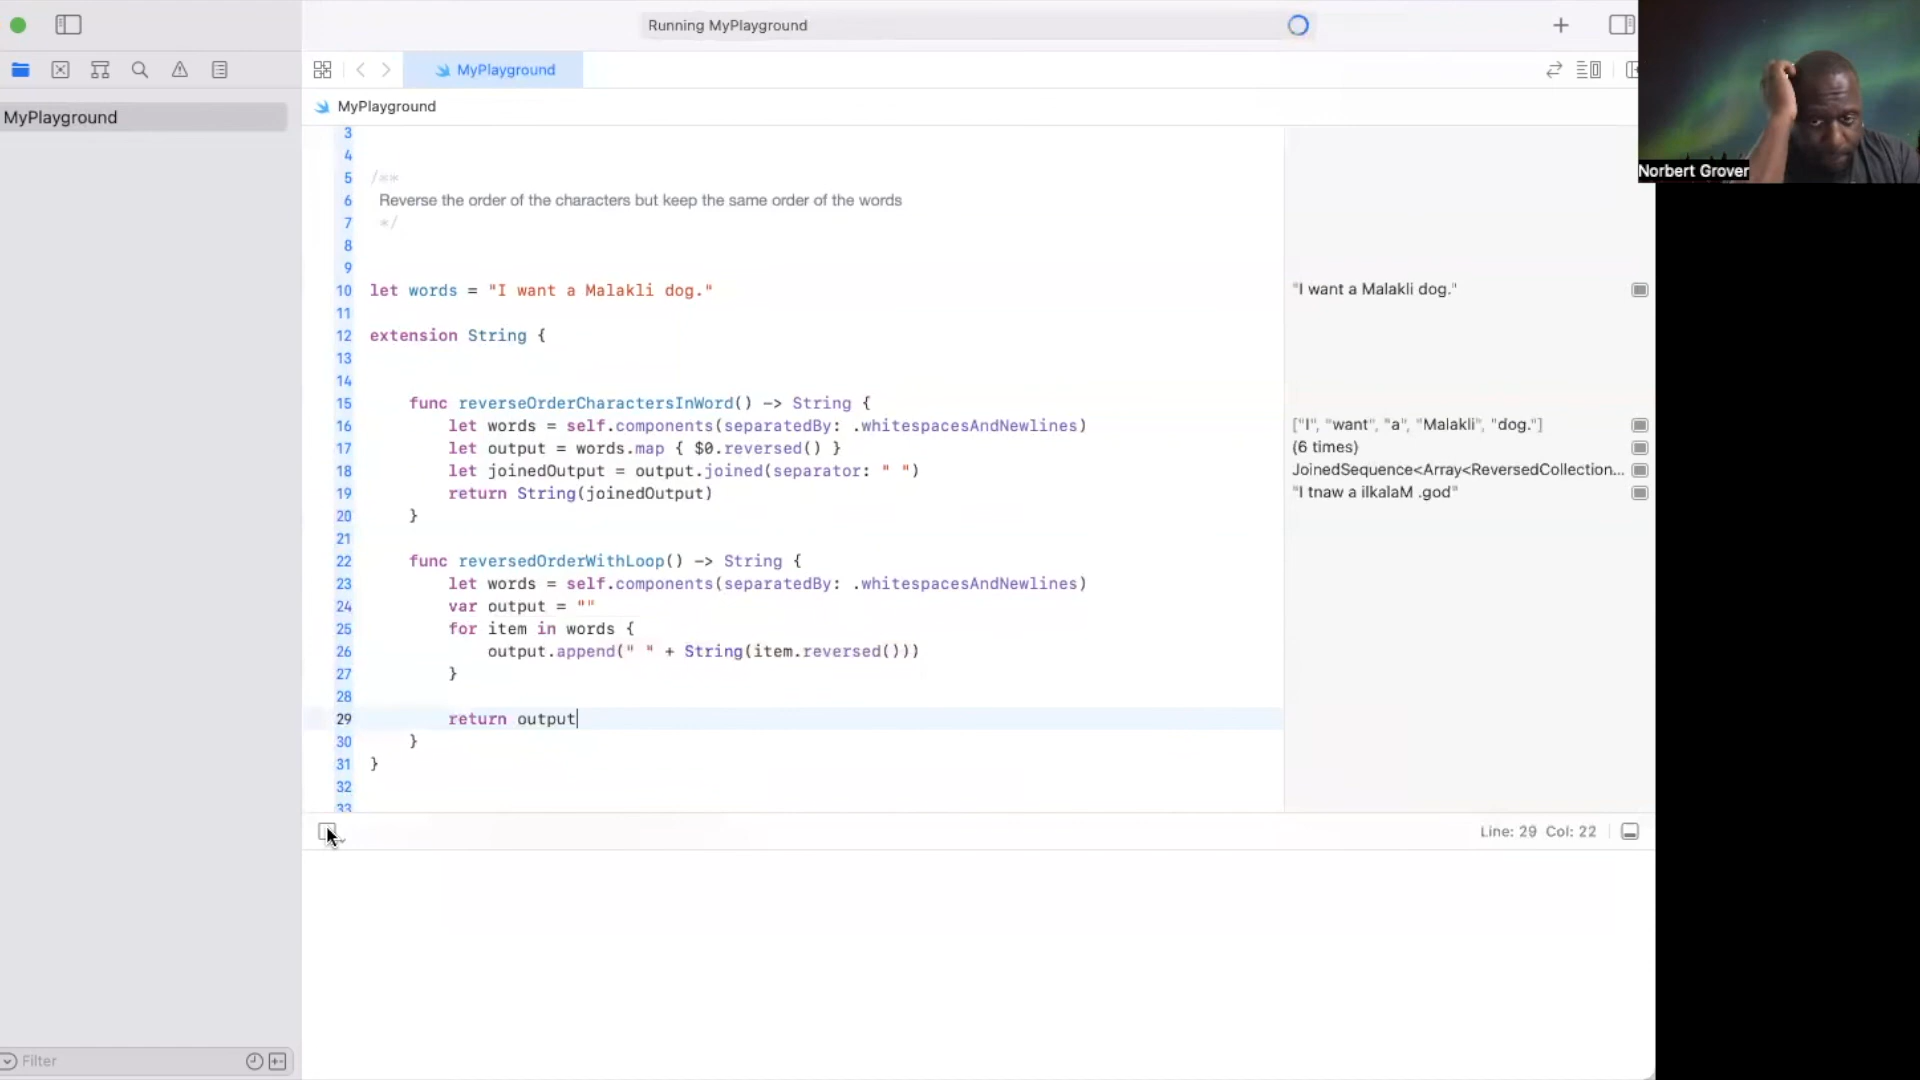 Running MyPlayground
MyPlayground
MyPlayground
MyPlayground
Norbert Grover
3
4
5 /**
6 Reverse the order of the characters but keep the same order of the words
7 */
8
9
10 let words = "I want a Malakli dog."
"I want a Malakli dog."
11
12 extension String {
13
14
15 func reverseOrderCharactersInWord() -> String {
16 let words = self.components(separatedBy: .whitespacesAndNewlines)
["I", "want", "a", "Malakli", "dog."]
17 let output = words.map { $0.reversed() }
(6 times)
18 let joinedOutput = output.joined(separator: " ")
JoinedSequence<Array<ReversedCollection...
19 return String(joinedOutput)
"I tnaw a ilkalaM .god"
20 }
21
22 func reversedOrderWithLoop() -> String {
23 let words = self.components(separatedBy: .whitespacesAndNewlines)
24 var output = ""
25 for item in words {
26 output.append(" " + String(item.reversed()))
27 }
28
29 return output
30 }
31 }
32
33
Line: 29 Col: 22
Filter